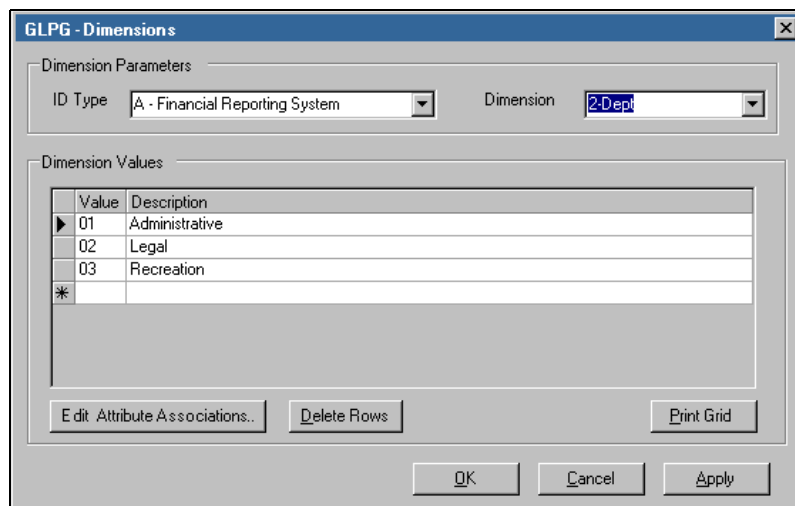 GLPG - Dimensions
Dimension Parameters
ID Type A - Financial Reporting System Dimension 2-Dept
Dimension Values
Value Description
01 Administrative
02 Legal
03 Recreation
Edit Attribute Associations.. Delete Rows Print Grid
OK Cancel Apply